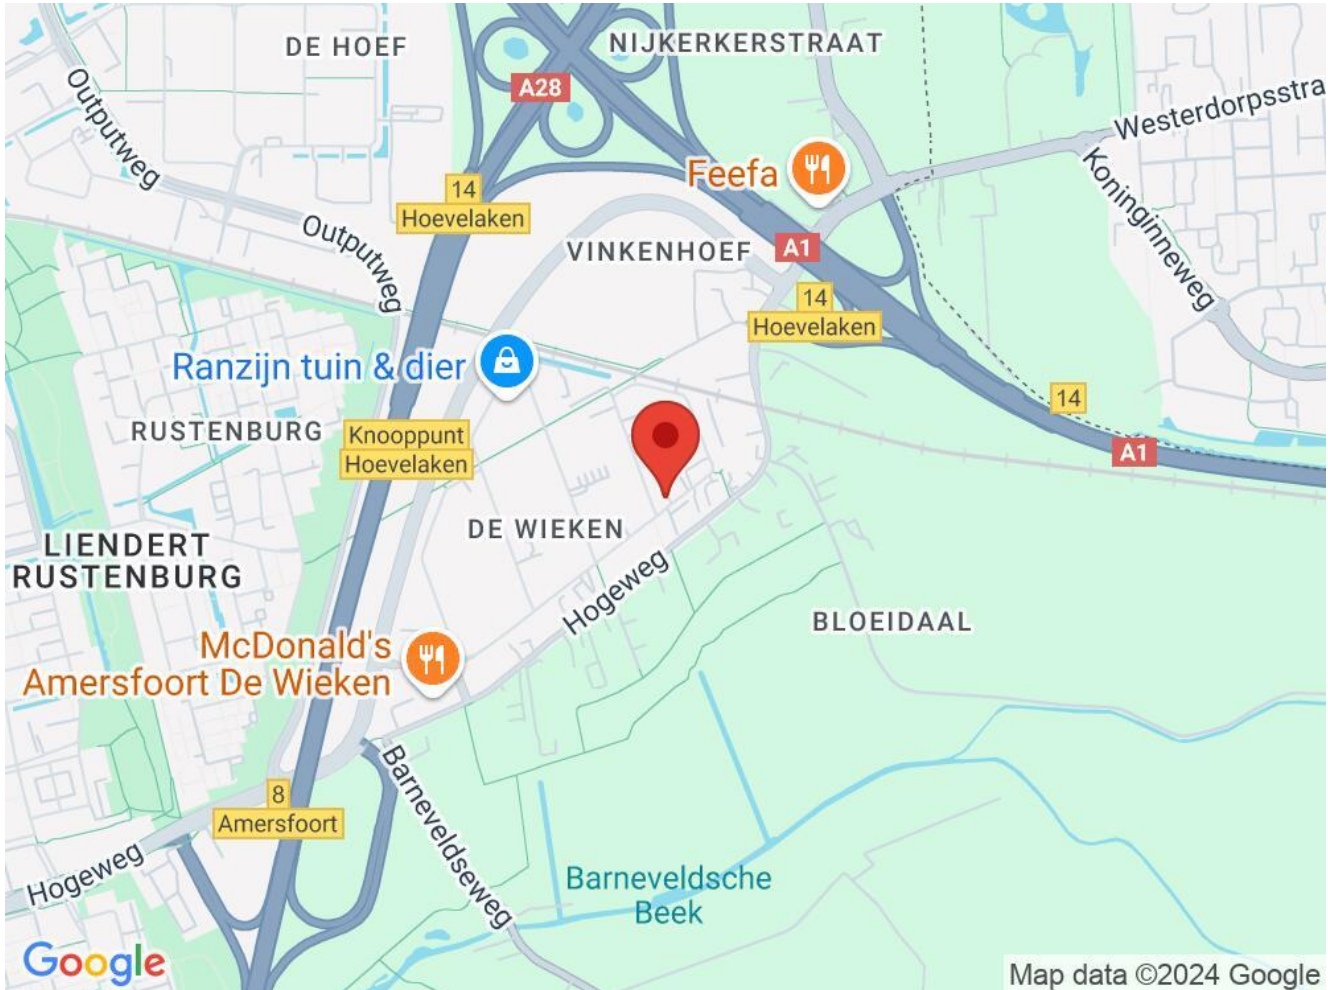 DE HOEF
NIJKERKERSTRAAT
A28
Outputweg
Westerdorpsstra
Koninginneweg
Feefa
14
Hoevelaken
Outputweg
VINKENHOEF
A1
14
Hoevelaken
Ranzijn tuin & dier
14
RUSTENBURG
Knooppunt
Hoevelaken
A1
DE WIEKEN
LIENDERT
RUSTENBURG
Hogeweg
BLOEIDAAL
McDonald's
Amersfoort De Wieken
8
Amersfoort
Barneveldseweg
Hogeweg
Barneveldsche
Beek
Google
Map data ©2024 Google